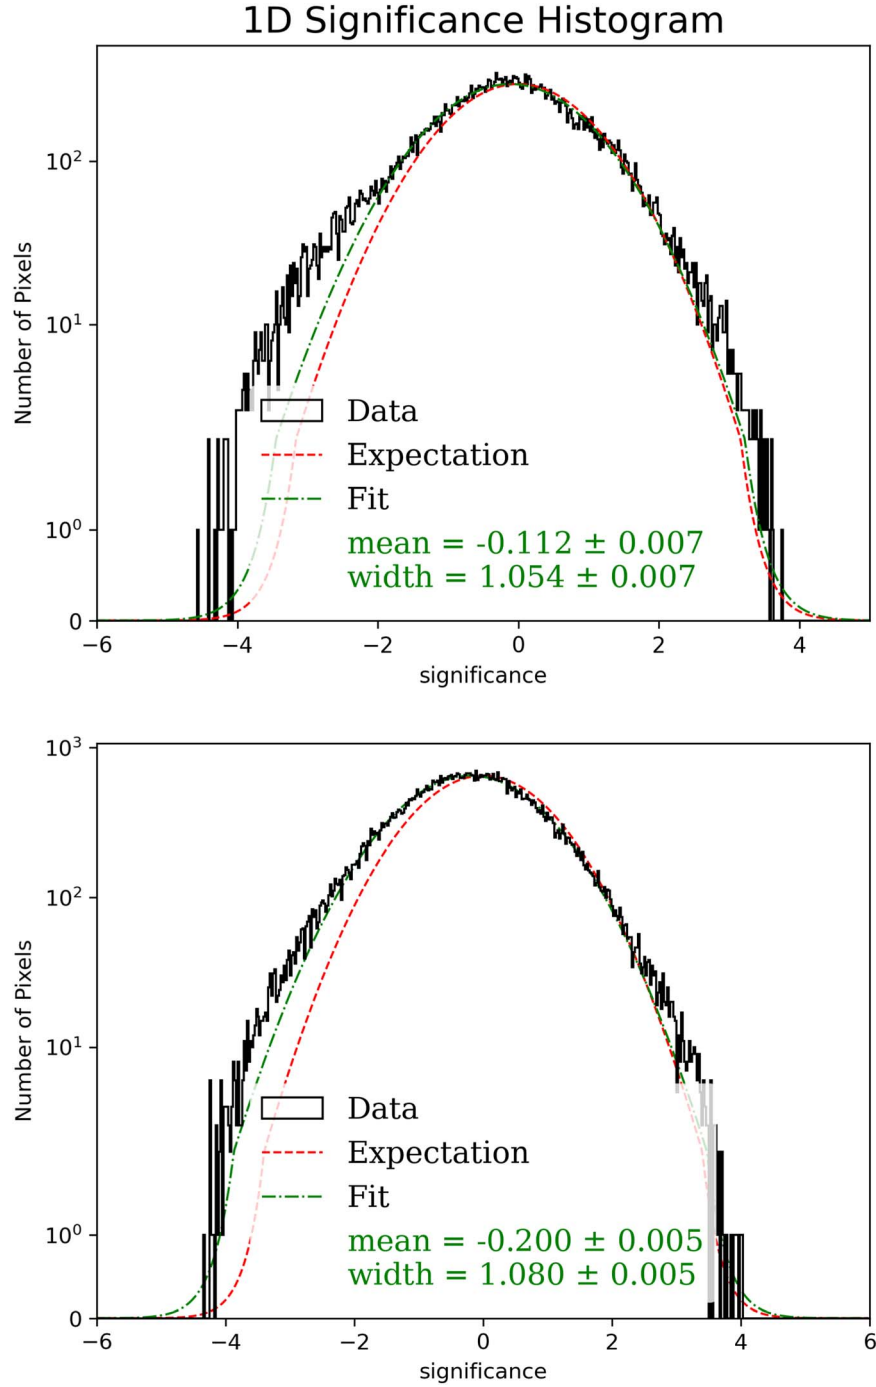 1D Significance Histogram
Number of Pixels
10²
10¹
10⁰
0
Data
Expectation
Fit
mean = -0.112 ± 0.007
width = 1.054 ± 0.007
−6 −4 −2 0 2 4
significance
Number of Pixels
10³
10²
10¹
10⁰
0
Data
Expectation
Fit
mean = -0.200 ± 0.005
width = 1.080 ± 0.005
−6 −4 −2 0 2 4 6
significance